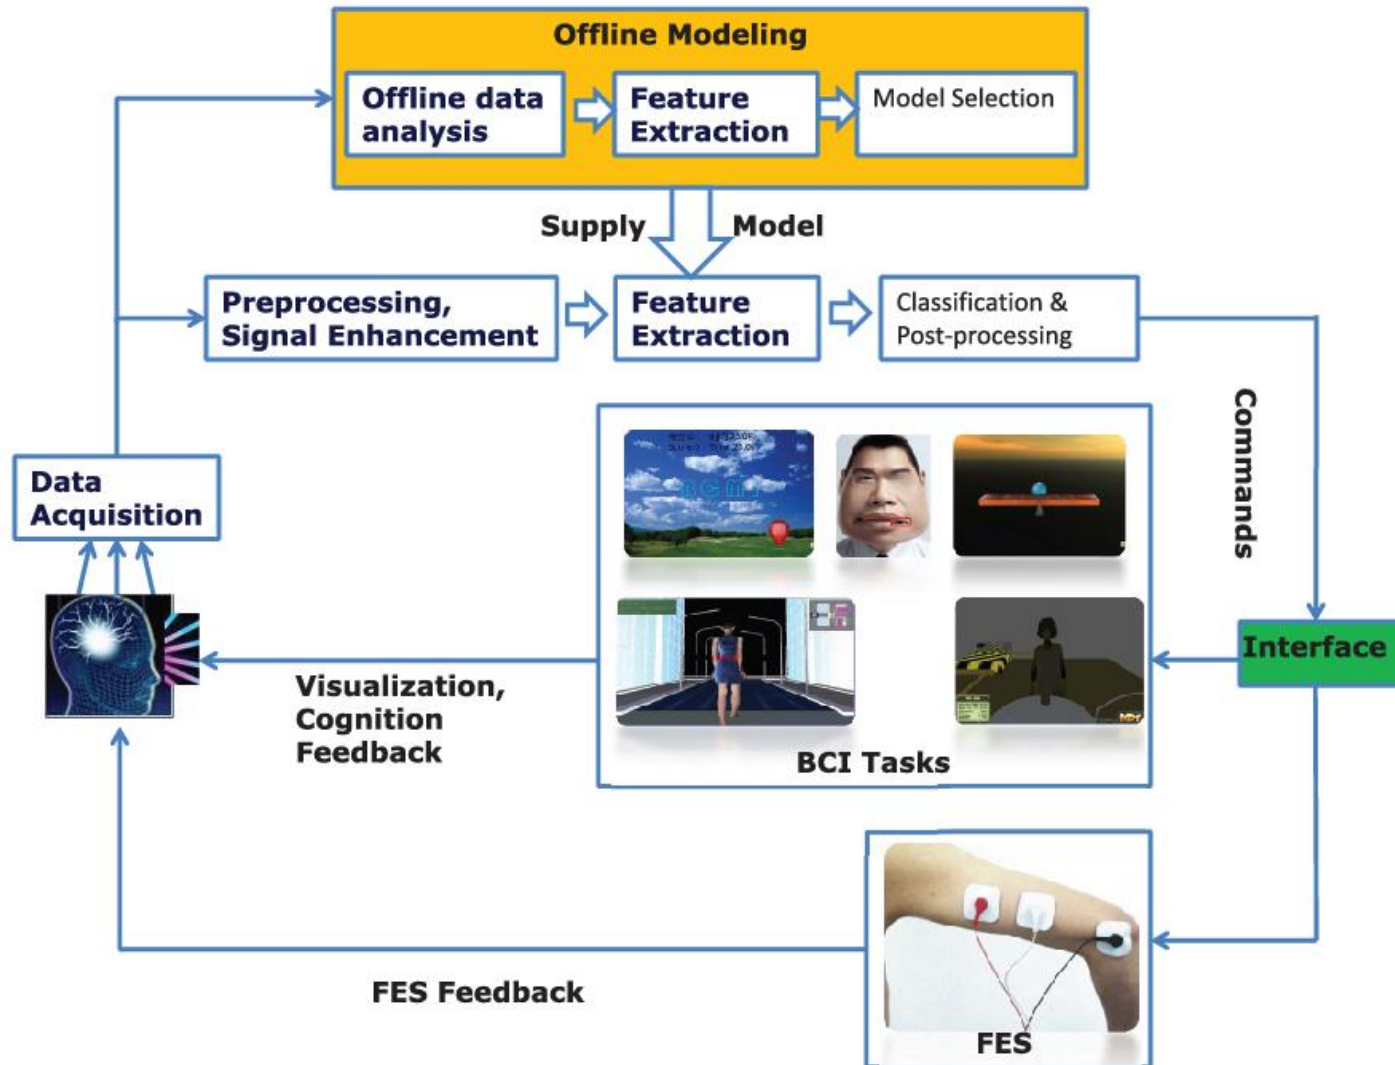 Offline Modeling
Offline data
analysis
Feature
Extraction
Model Selection
Supply
Model
Preprocessing,
Signal Enhancement
Feature
Extraction
Classification &
Post-processing
Commands
Data
Acquisition
Interface
Visualization,
Cognition
Feedback
BCI Tasks
FES Feedback
FES